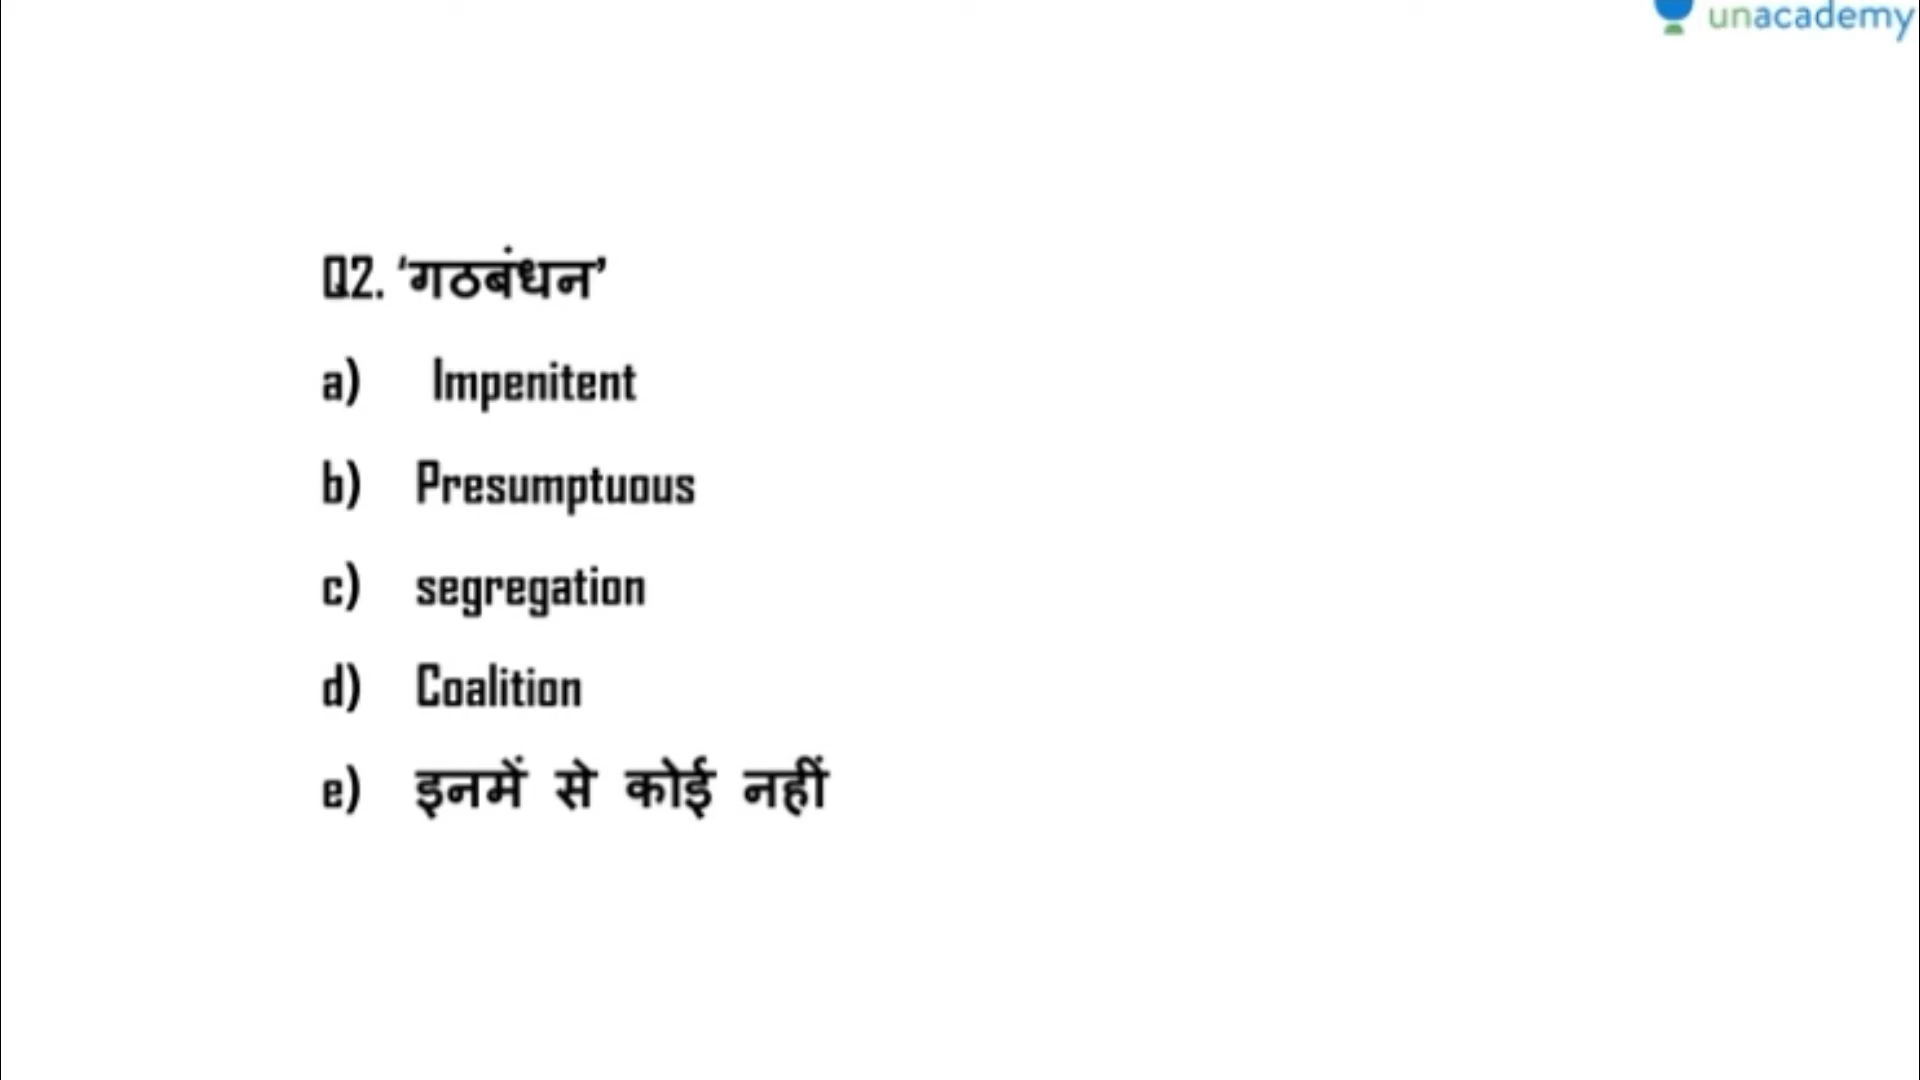 unacademy
Q2. ‘गठबंधन’
a) Impenitent
b) Presumptuous
c) segregation
d) Coalition
e) इनमें से कोई नहीं